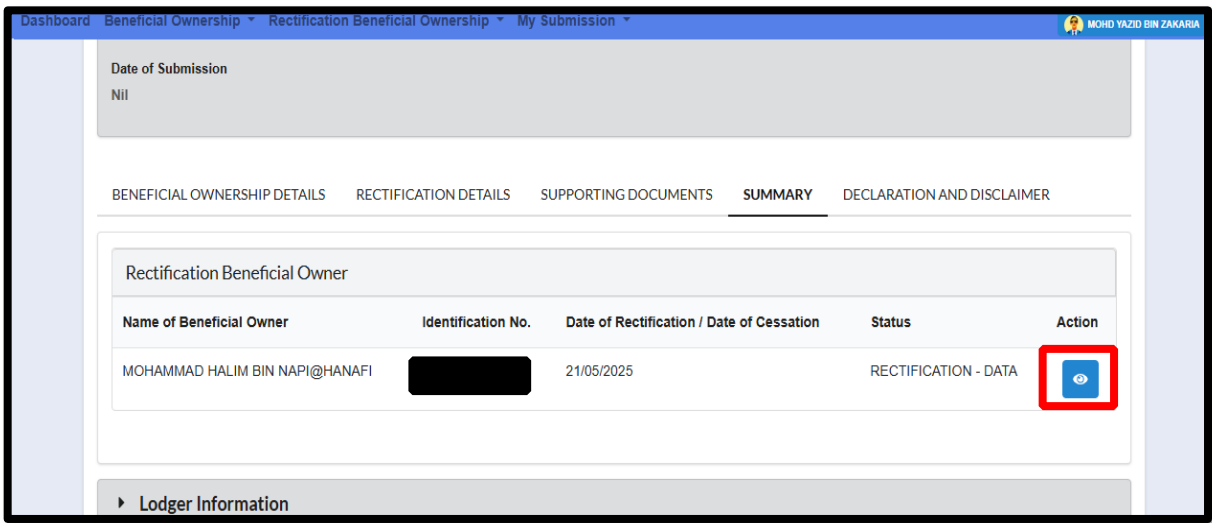 Dashboard Beneficial Ownership Rectification Beneficial Ownership My Submission MOHD YAZID BIN ZAKARIA
Date of Submission
Nil
BENEFICIAL OWNERSHIP DETAILS RECTIFICATION DETAILS SUPPORTING DOCUMENTS SUMMARY DECLARATION AND DISCLAIMER
Rectification Beneficial Owner
Name of Beneficial Owner Identification No. Date of Rectification / Date of Cessation Status Action
MOHAMMAD HALIM BIN NAPI@HANAFI 21/05/2025 RECTIFICATION - DATA
Lodger Information